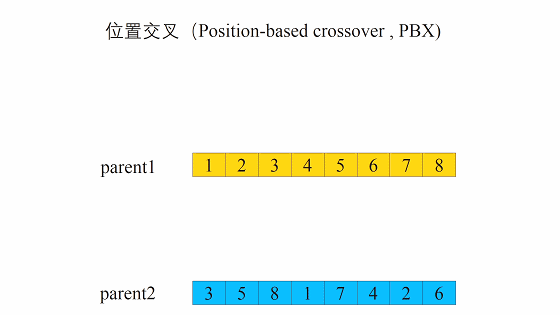 位置交叉（Position-based crossover , PBX)
parent1 1 2 3 4 5 6 7 8
parent2 3 5 8 1 7 4 2 6